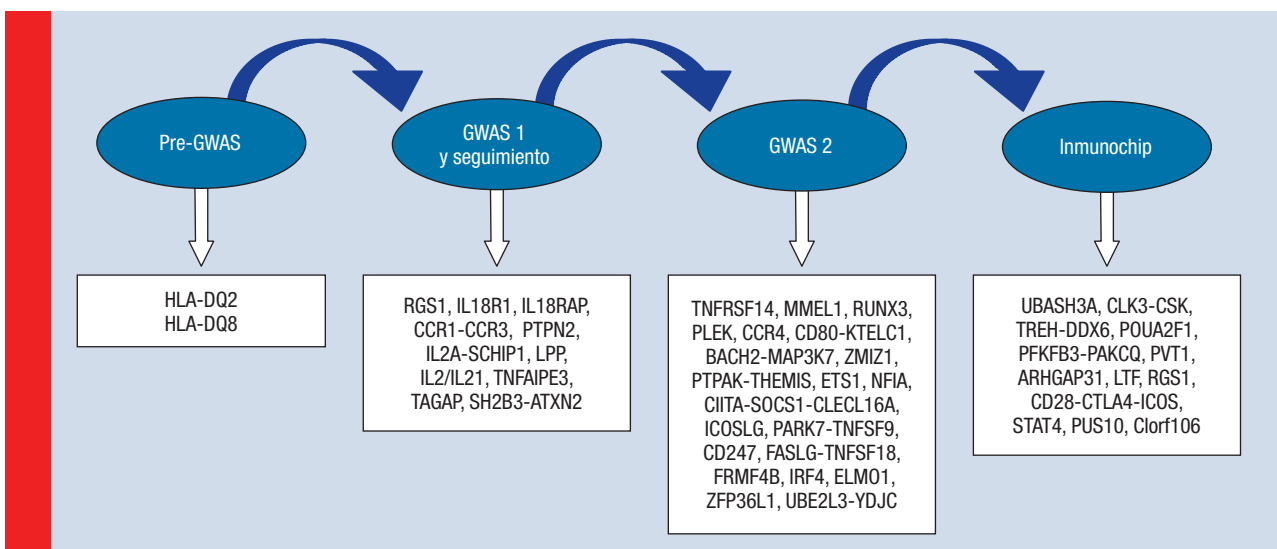 Pre-GWAS
GWAS 1
y seguimiento
GWAS 2
Inmunochip
HLA-DQ2
HLA-DQ8
RGS1, IL18R1, IL18RAP,
CCR1-CCR3, PTPN2,
IL2A-SCHIP1, LPP,
IL2/IL21, TNFAIPE3,
TAGAP, SH2B3-ATXN2
TNFRSF14, MMEL1, RUNX3,
PLEK, CCR4, CD80-KTELC1,
BACH2-MAP3K7, ZMIZ1,
PTPAK-THEMIS, ETS1, NFIA,
CIITA-SOCS1-CLECL16A,
ICOSLG, PARK7-TNFSF9,
CD247, FASLG-TNFSF18,
FRMF4B, IRF4, ELMO1,
ZFP36L1, UBE2L3-YDJC
UBASH3A, CLK3-CSK,
TREH-DDX6, POUA2F1,
PFKFB3-PAKCQ, PVT1,
ARHGAP31, LTF, RGS1,
CD28-CTLA4-ICOS,
STAT4, PUS10, Clorf106